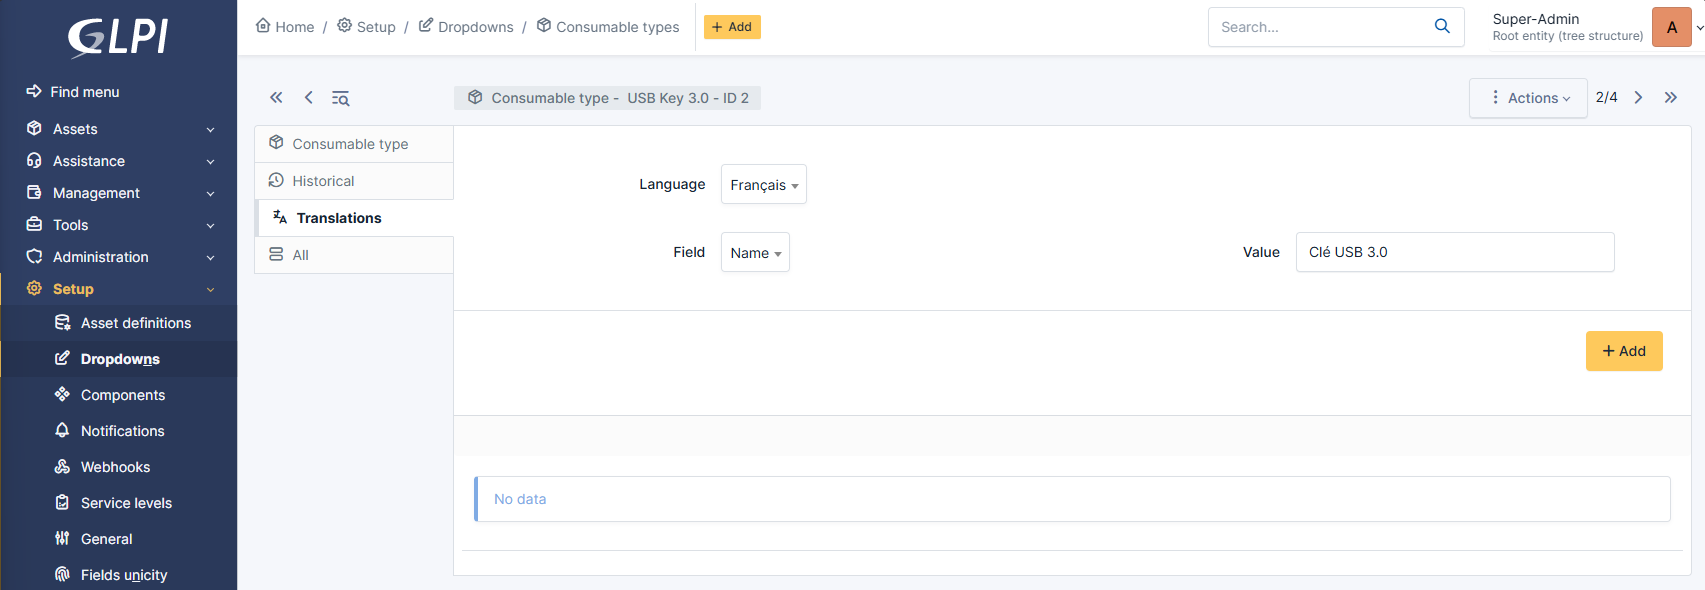 GLPI
Find menu
Assets
Assistance
Management
Tools
Administration
Setup
Asset definitions
Dropdowns
Components
Notifications
Webhooks
Service levels
General
Fields unicity
Home / Setup / Dropdowns / Consumable types
+ Add
Search...
Super-Admin
Root entity (tree structure)
A
Consumable type - USB Key 3.0 - ID 2
Actions
2/4
Consumable type
Historical
Translations
All
Language Français
Field Name
Value Clé USB 3.0
+ Add
No data